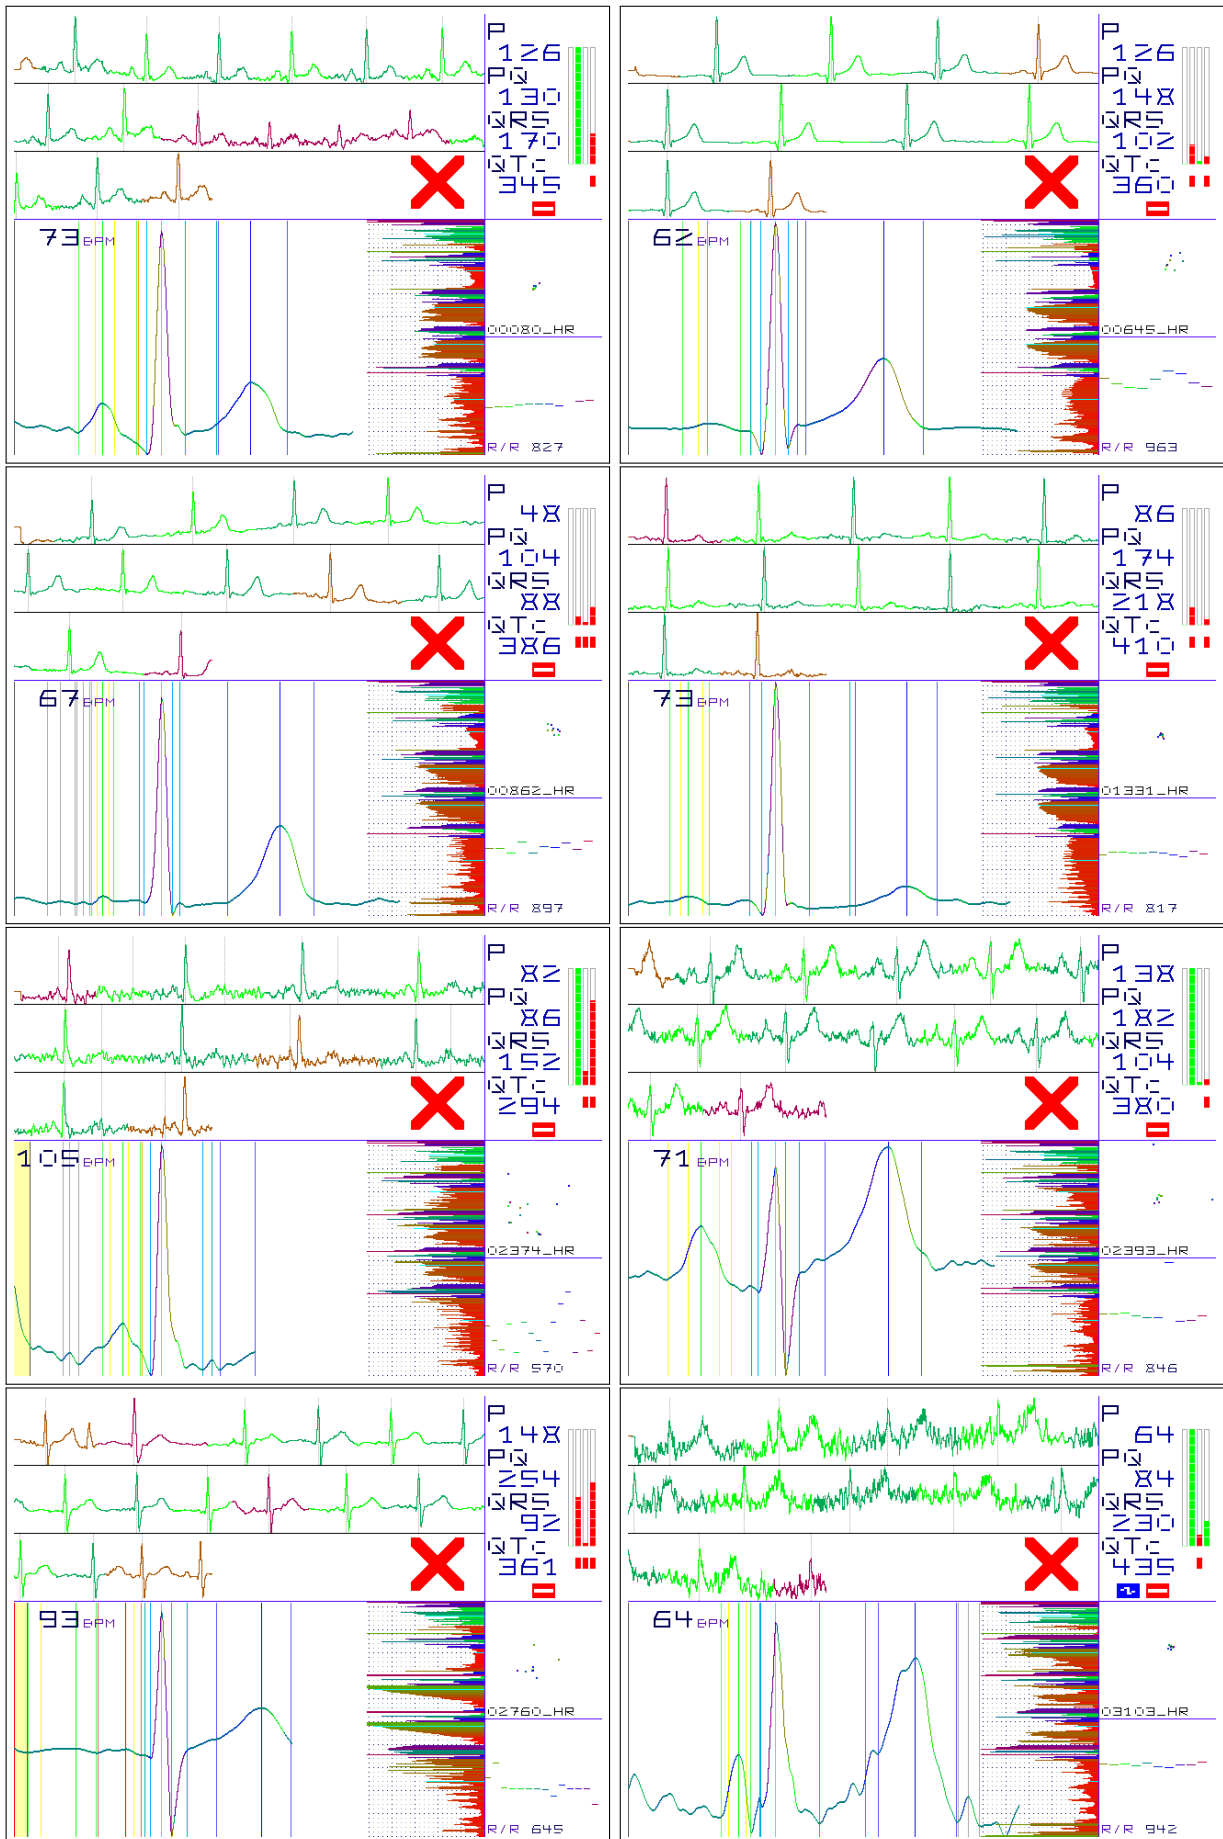 P
126
PQ
130
QRS
170
QTc
345
73 BPM
00080_HR
R/R 827
P
126
PQ
148
QRS
102
QTc
360
62 BPM
00645_HR
R/R 963
P
48
PQ
104
QRS
88
QTc
386
67 BPM
00862_HR
R/R 897
P
86
PQ
174
QRS
218
QTc
410
73 BPM
01331_HR
R/R 817
P
82
PQ
86
QRS
152
QTc
294
105 BPM
02374_HR
R/R 570
P
138
PQ
182
QRS
104
QTc
380
71 BPM
02393_HR
R/R 846
P
148
PQ
254
QRS
92
QTc
361
93 BPM
02760_HR
R/R 645
P
64
PQ
84
QRS
230
QTc
435
64 BPM
03103_HR
R/R 942